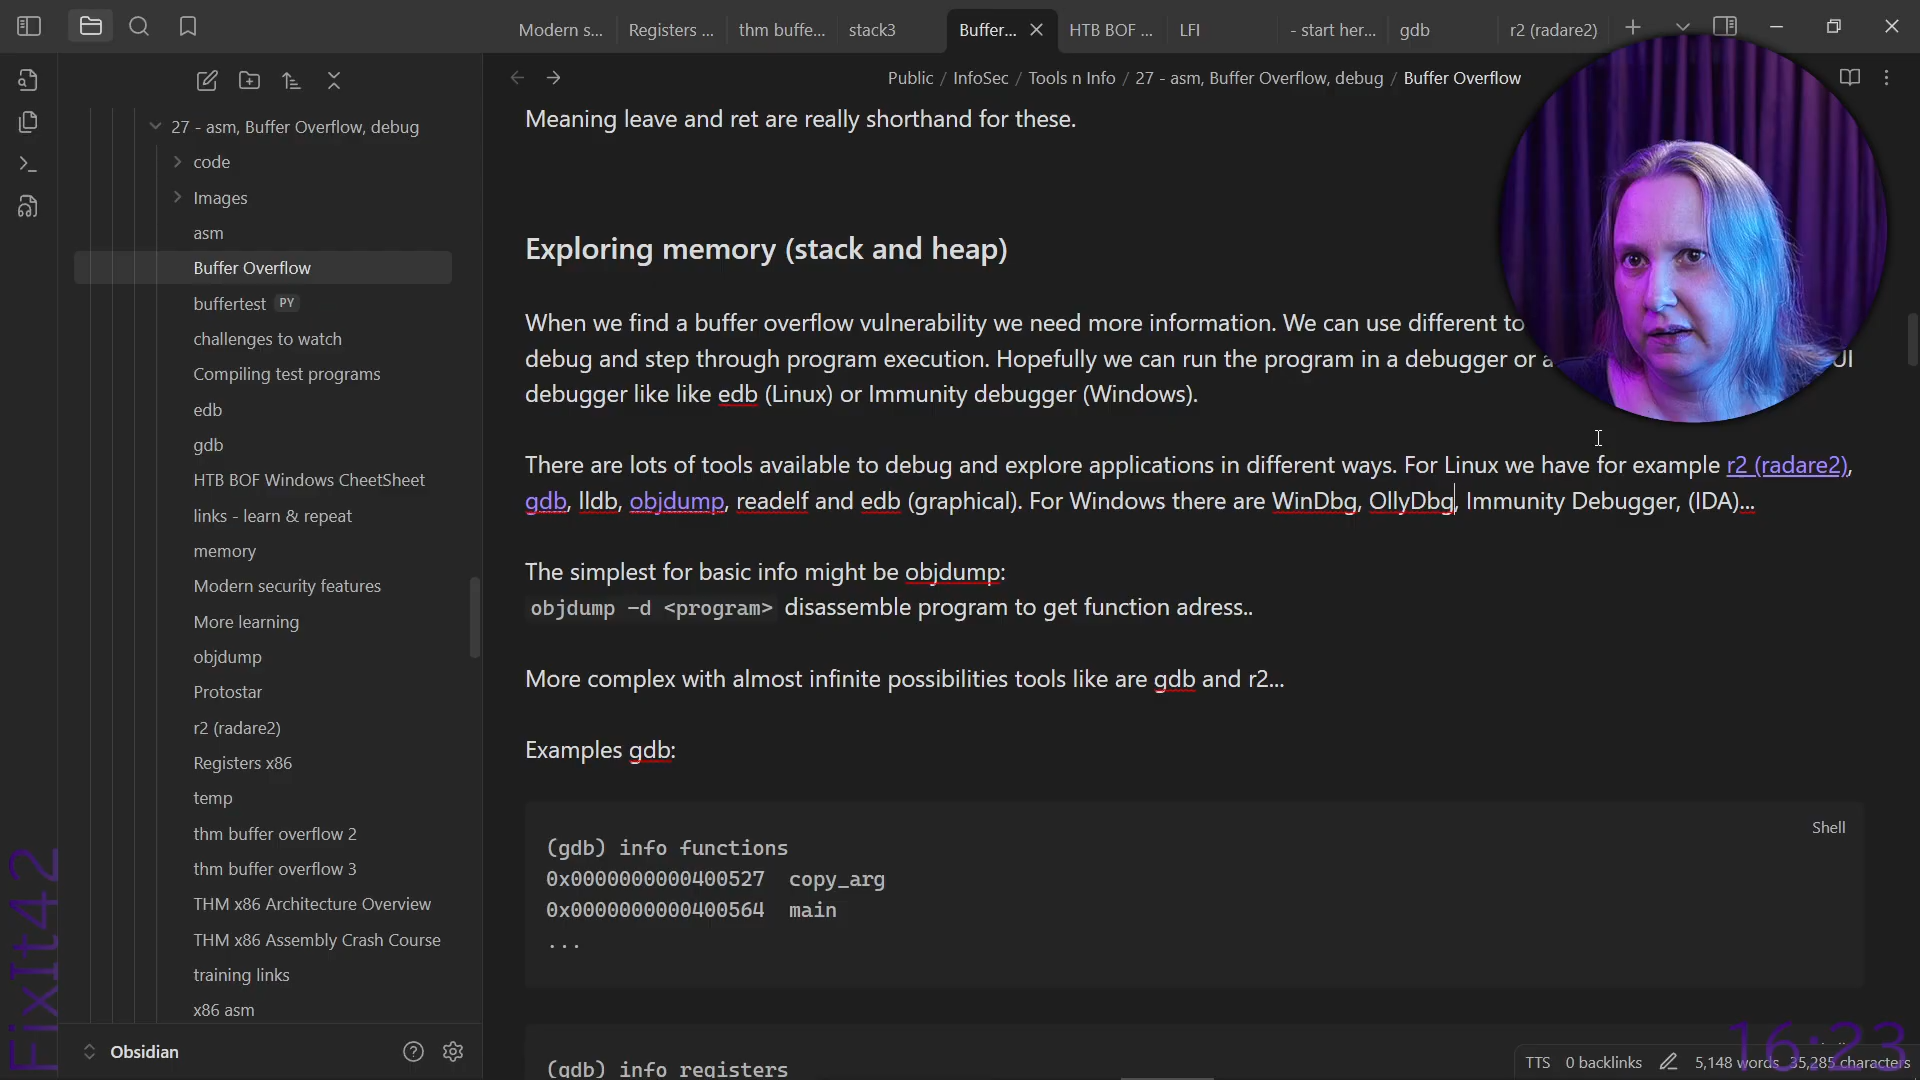 Modern s...
Registers ...
thm buffe...
stack3
Buffer...
HTB BOF ...
LFI
- start her...
gdb
r2 (radare2)
Public / InfoSec / Tools n Info / 27 - asm, Buffer Overflow, debug / Buffer Overflow
27 - asm, Buffer Overflow, debug
code
Images
asm
Buffer Overflow
buffertest PY
challenges to watch
Compiling test programs
edb
gdb
HTB BOF Windows CheetSheet
links - learn & repeat
memory
Modern security features
More learning
objdump
Protostar
r2 (radare2)
Registers x86
temp
thm buffer overflow 2
thm buffer overflow 3
THM x86 Architecture Overview
THM x86 Assembly Crash Course
training links
x86 asm
Obsidian
FixIt42
Meaning leave and ret are really shorthand for these.
Exploring memory (stack and heap)
When we find a buffer overflow vulnerability we need more information. We can use different
debug and step through program execution. Hopefully we can run the program in a debugger or
debugger like like edb (Linux) or Immunity debugger (Windows).
There are lots of tools available to debug and explore applications in different ways. For Linux we have for example r2 (radare2),
gdb, lldb, objdump, readelf and edb (graphical). For Windows there are WinDbg, OllyDbg, Immunity Debugger, (IDA)...
The simplest for basic info might be objdump:
objdump -d <program> disassemble program to get function adress..
More complex with almost infinite possibilities tools like are gdb and r2...
Examples gdb:
Shell
(gdb) info functions
0x0000000000400527 copy_arg
0x0000000000400564 main
...
(gdb) info registers
TTS 0 backlinks 5,148 words 35,285 characters
16:23